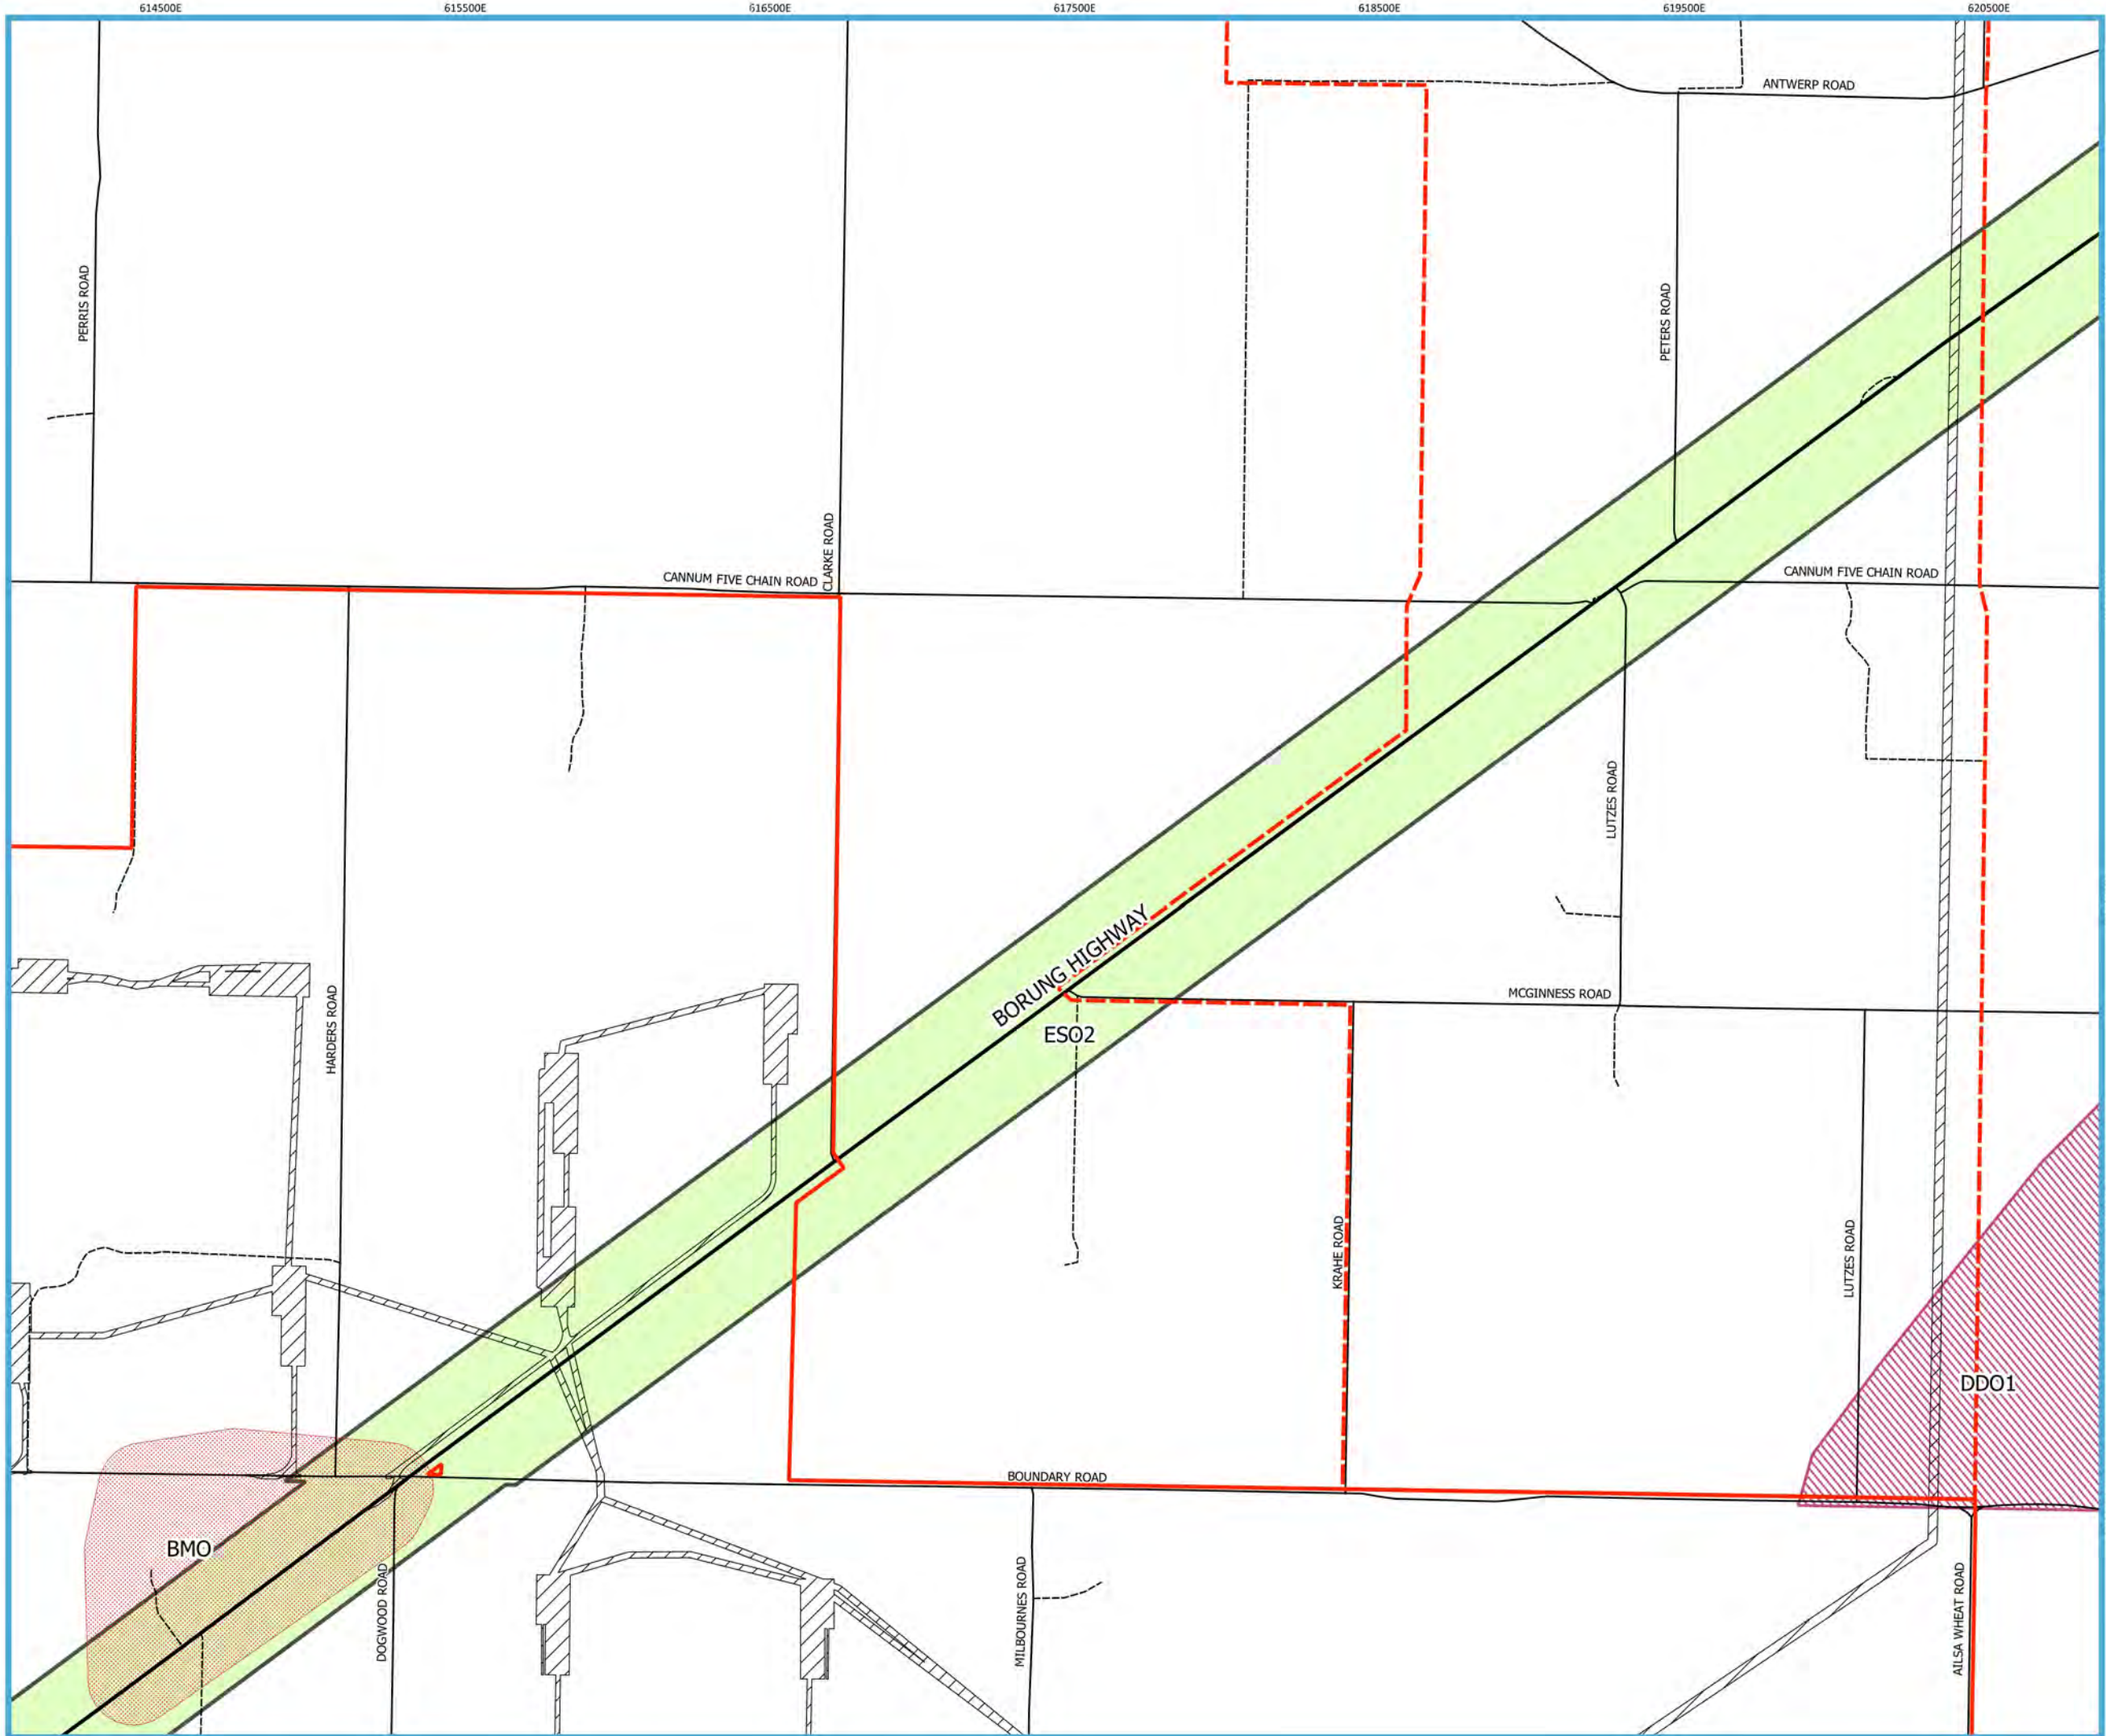 614500E
615500E
616500E
617500E
618500E
619500E
620500E
ANTWERP ROAD
PERRIS ROAD
PETERS ROAD
CLARKE ROAD
CANNUM FIVE CHAIN ROAD
CANNUM FIVE CHAIN ROAD
LUTZES ROAD
BORUNG HIGHWAY
MCGINNESS ROAD
HARDERS ROAD
ESO2
KRAHE ROAD
LUTZES ROAD
DDO1
BOUNDARY ROAD
BMO
DOGWOOD ROAD
MILBOURNES ROAD
AILSA WHEAT ROAD